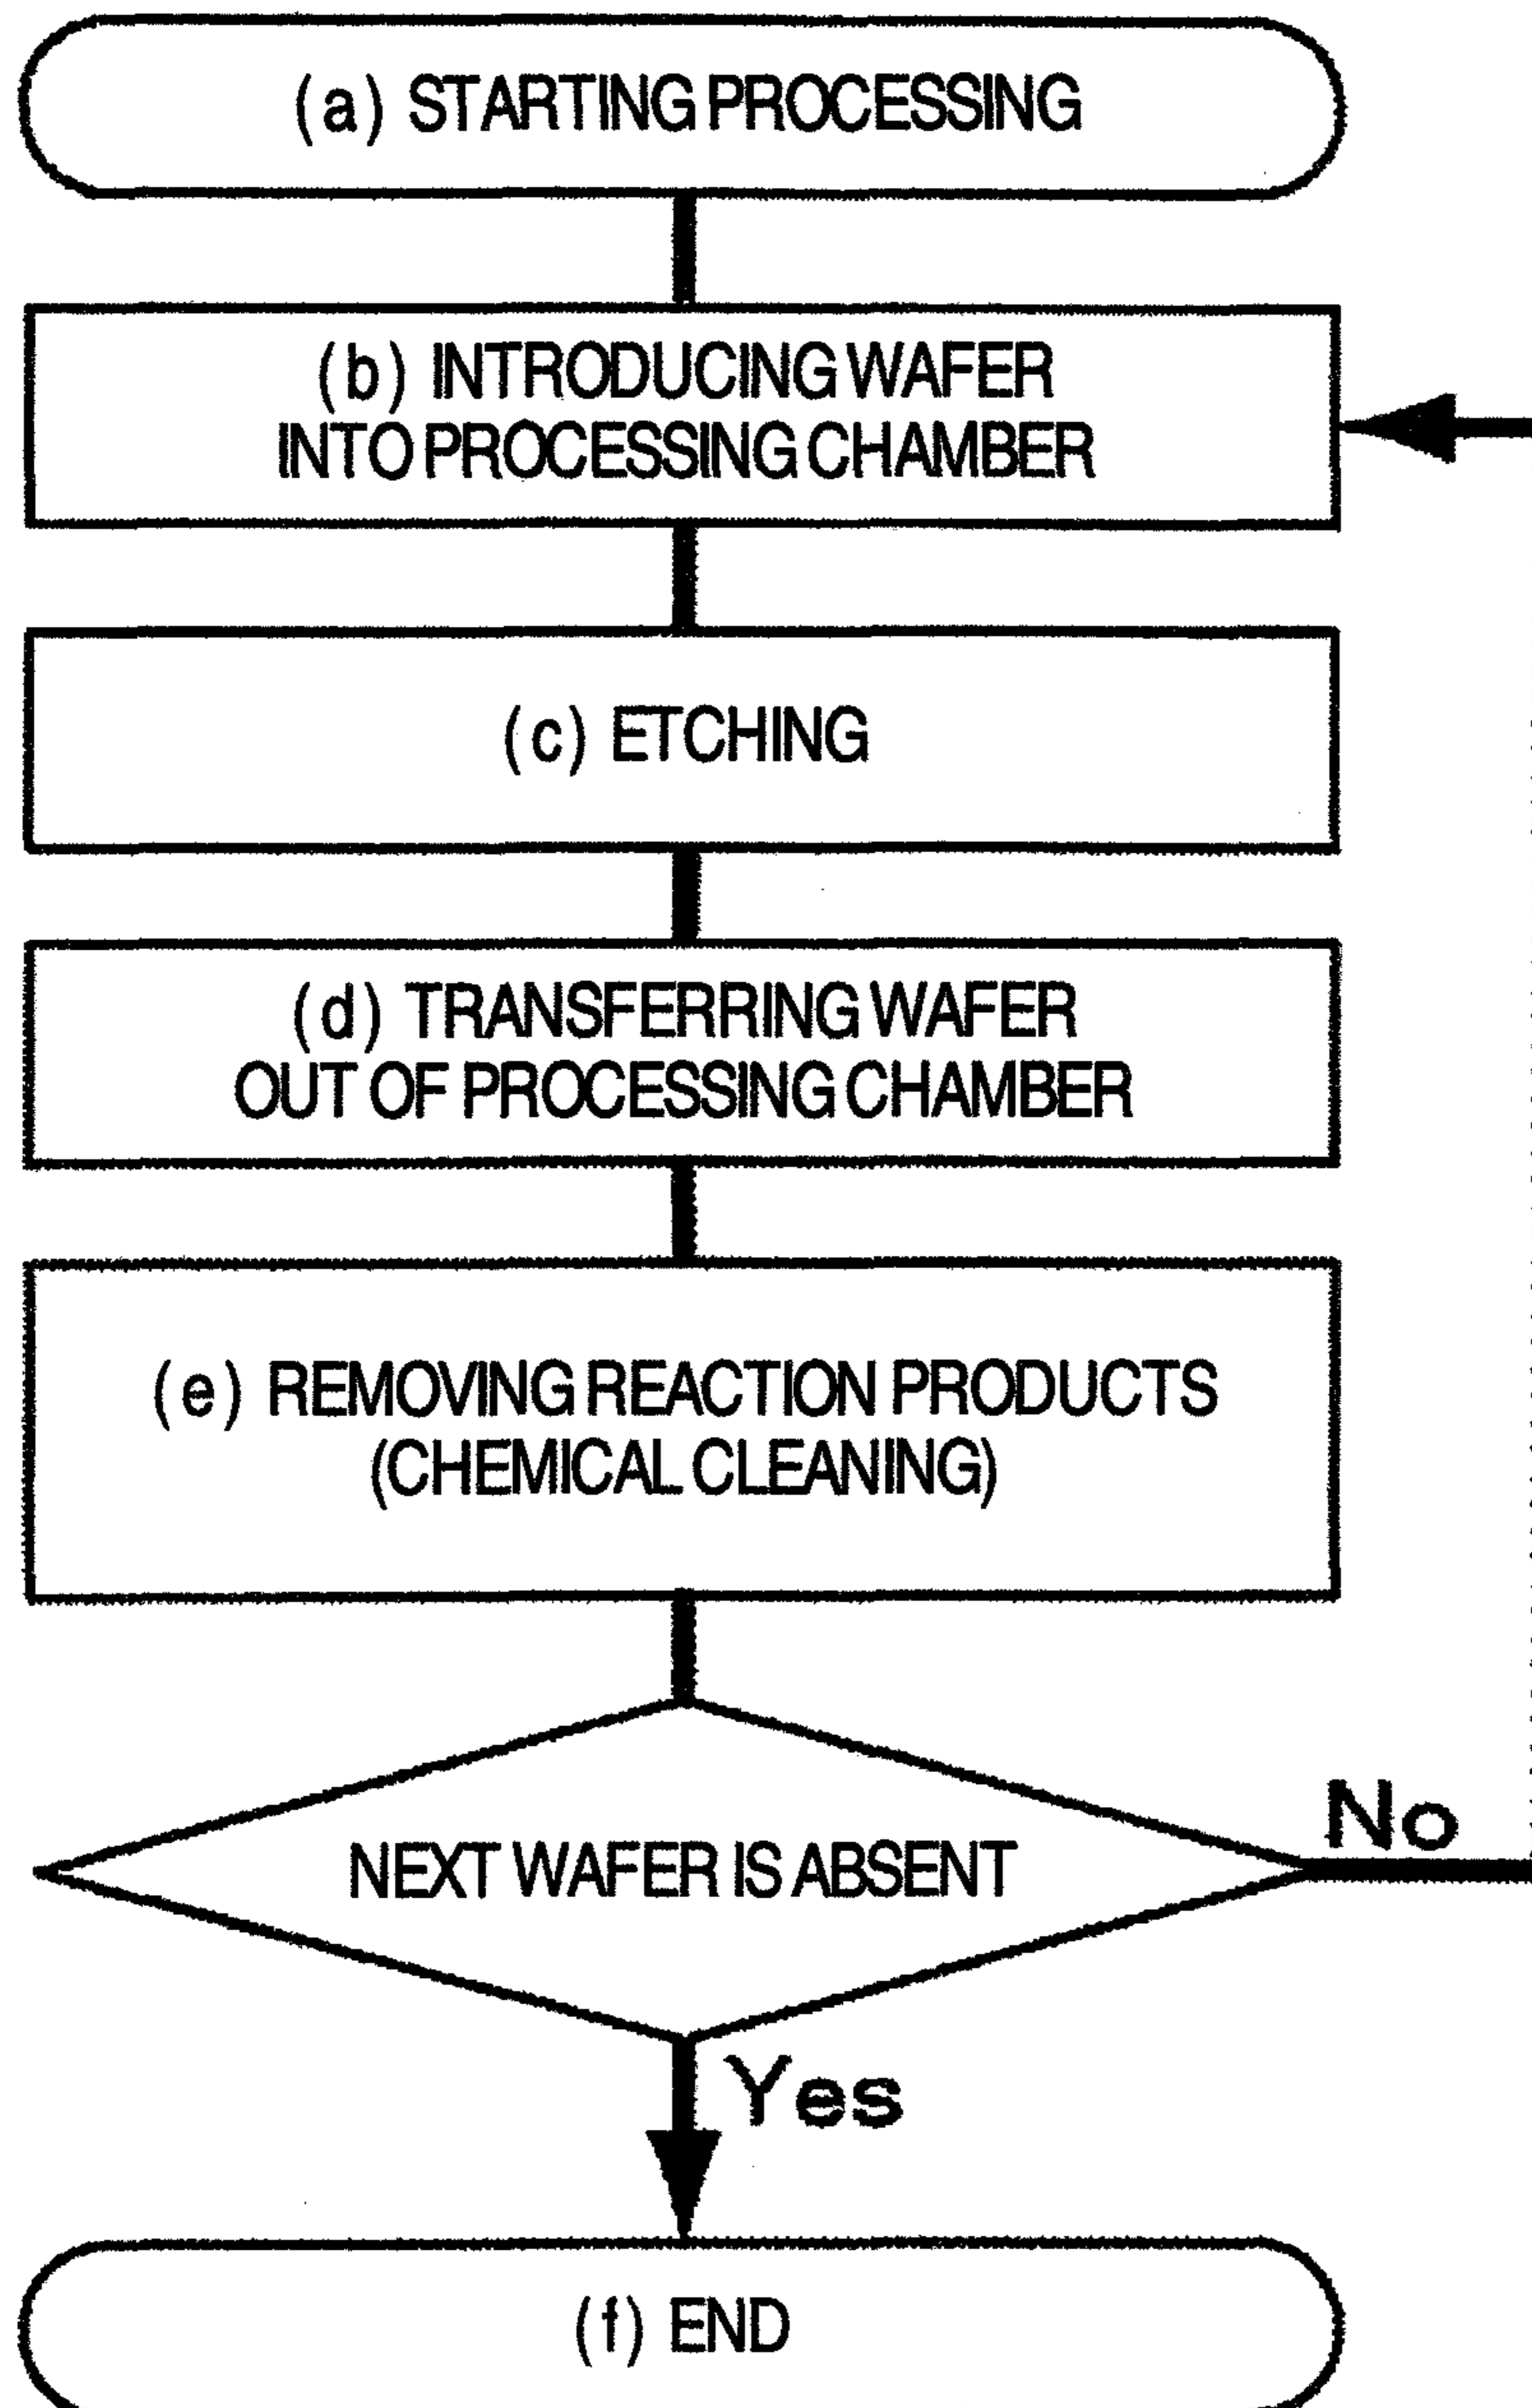 (a) STARTING PROCESSING
(b) INTRODUCING WAFER
INTO PROCESSING CHAMBER
(c) ETCHING
(d) TRANSFERRING WAFER
OUT OF PROCESSING CHAMBER
(e) REMOVING REACTION PRODUCTS
(CHEMICAL CLEANING)
NEXT WAFER IS ABSENT
No
Yes
(f) END